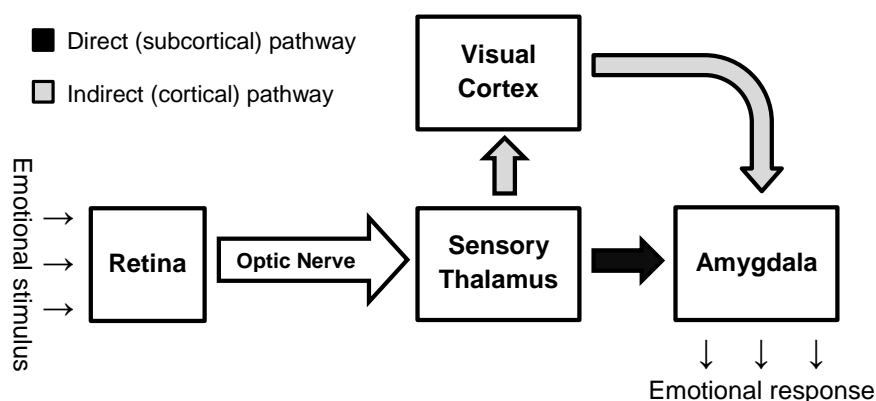 Direct (subcortical) pathway
Indirect (cortical) pathway
Visual
Cortex
Emotional stimulus
Retina
Optic Nerve
Sensory
Thalamus
Amygdala
Emotional response